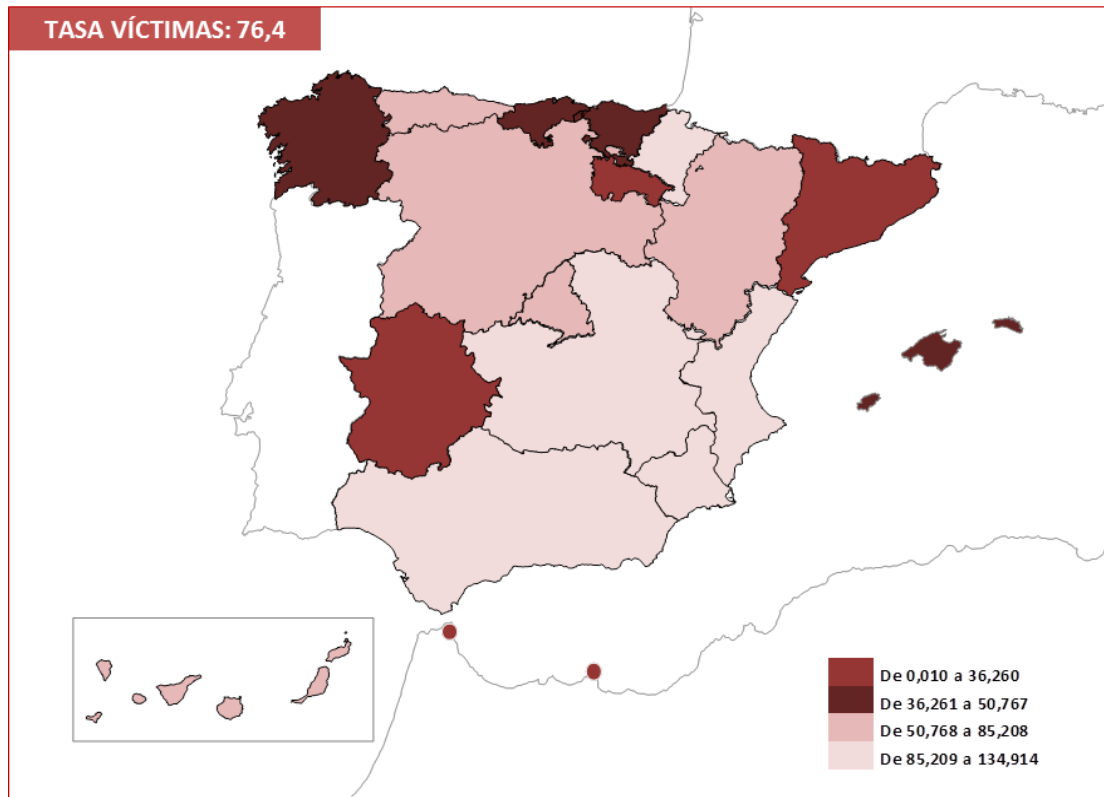 TASA VÍCTIMAS: 76,4
De 0,010 a 36,260
De 36,261 a 50,767
De 50,768 a 85,208
De 85,209 a 134,914